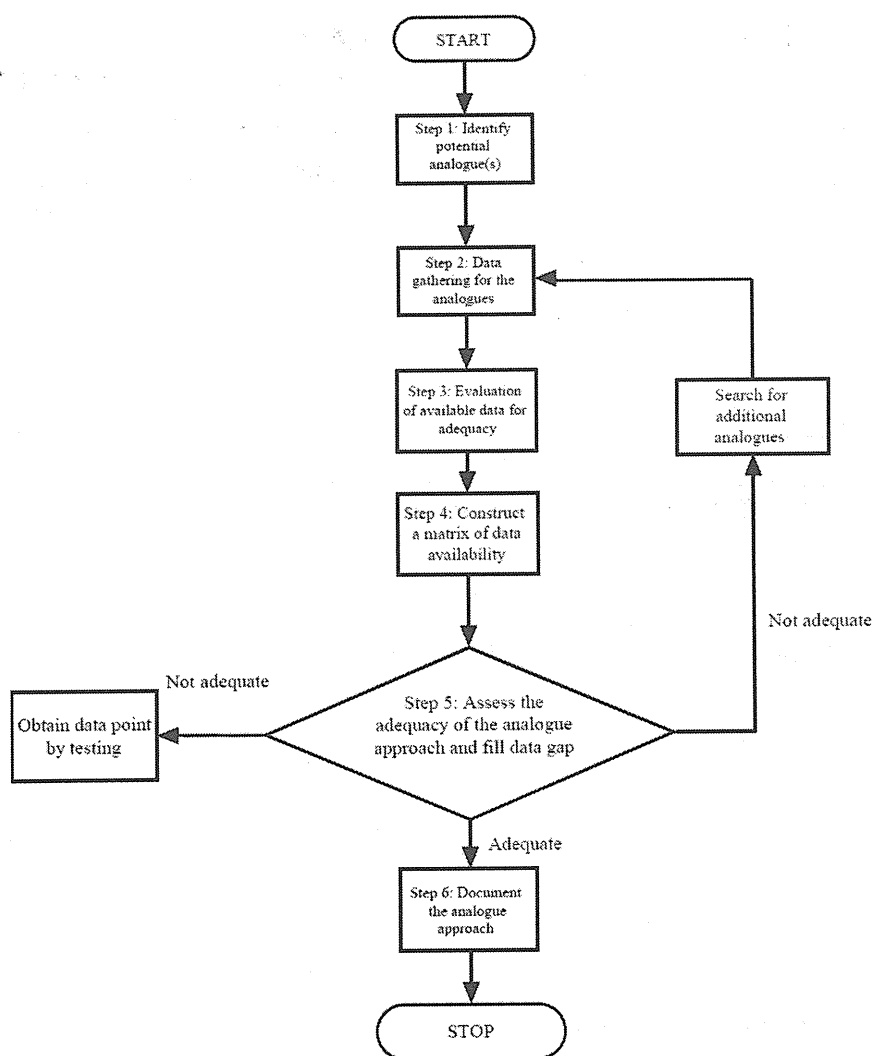 START
Step 1: Identify
potential
analogue(s)
Step 2: Data
gathering for the
analogues
Step 3: Evaluation
of available data for
adequacy
Search for
additional
analogues
Step 4: Construct
a matrix of data
availability
Not adequate
Not adequate
Step 5: Assess the
adequacy of the analogue
approach and fill data gap
Obtain data point
by testing
Adequate
Step 6: Document
the analogue
approach
STOP